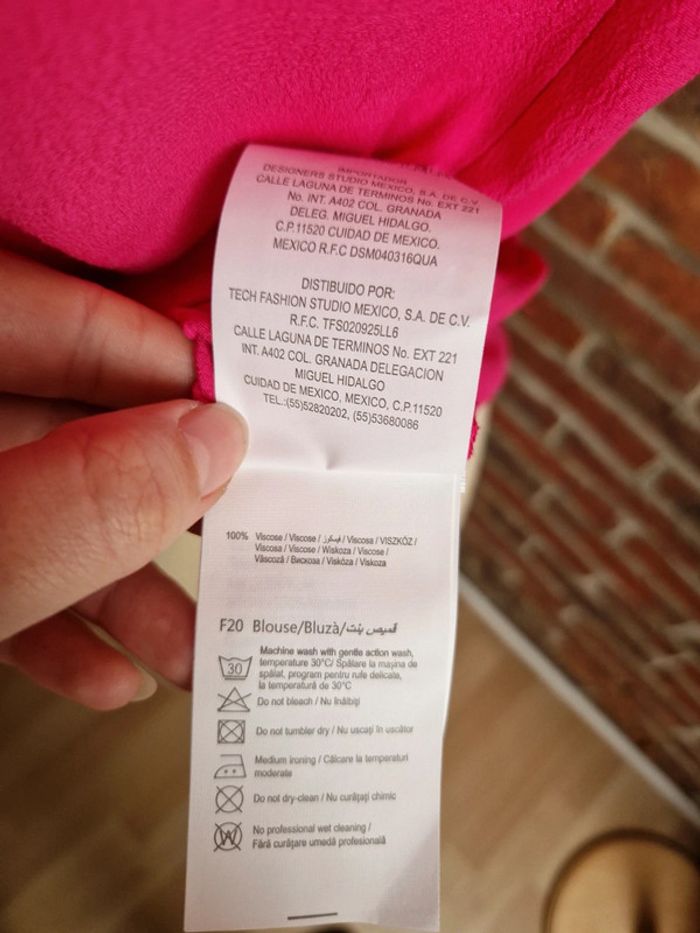 IMPORTADOR
DESIGNERS STUDIO MEXICO, S.A. DE C.V.
CALLE LAGUNA DE TERMINOS No. EXT 221
No. INT. A402 COL. GRANADA
DELEG. MIGUEL HIDALGO.
C.P.11520 CUIDAD DE MEXICO.
MEXICO R.F.C DSM040316QUA
DISTIBUIDO POR:
TECH FASHION STUDIO MEXICO, S.A. DE C.V.
R.F.C. TFS020925LL6
CALLE LAGUNA DE TERMINOS No. EXT 221
INT. A402 COL. GRANADA DELEGACION
MIGUEL HIDALGO
CUIDAD DE MEXICO, MEXICO, C.P.11520
TEL.:(55)52820202, (55)53680086
100% Viscose / Viscose / فيسكوز / Viscosa / VISZKÓZ /
Viscosa / Viscose / Wiskoza / Viscose /
Văscoză / Вискоза / Viskóza / Viskoza
F20 Blouse/Bluzà/قميص بنت
30 Machine wash with gentle action wash,
temperature 30°C/ Spălare la mașina de
spălat, program pentru rufe delicate,
la temperatură de 30°C
Do not bleach / Nu înălbiți
Do not tumbler dry / Nu uscați în uscător
Medium ironing / Călcare la temperaturi
moderate
Do not dry-clean / Nu curățați chimic
W No professional wet cleaning /
Fără curățare umedă profesională